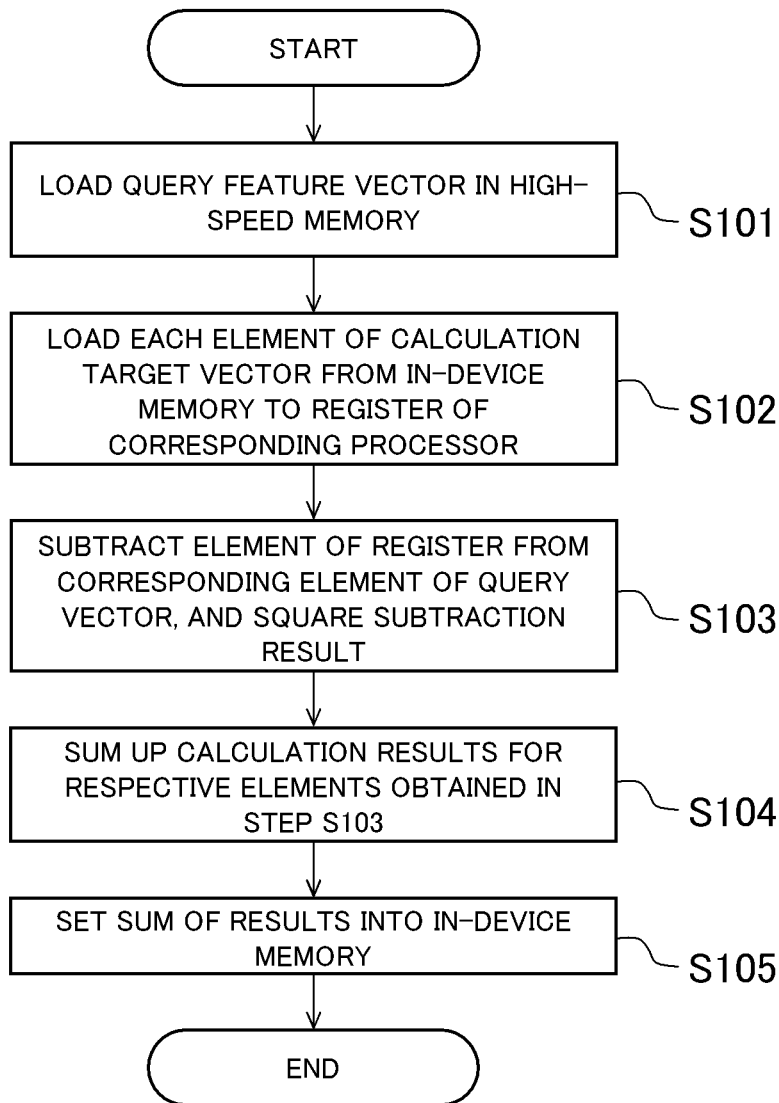 START
LOAD QUERY FEATURE VECTOR IN HIGH-
SPEED MEMORY
S101
LOAD EACH ELEMENT OF CALCULATION
TARGET VECTOR FROM IN-DEVICE
MEMORY TO REGISTER OF
CORRESPONDING PROCESSOR
S102
SUBTRACT ELEMENT OF REGISTER FROM
CORRESPONDING ELEMENT OF QUERY
VECTOR, AND SQUARE SUBTRACTION
RESULT
S103
SUM UP CALCULATION RESULTS FOR
RESPECTIVE ELEMENTS OBTAINED IN
STEP S103
S104
SET SUM OF RESULTS INTO IN-DEVICE
MEMORY
S105
END